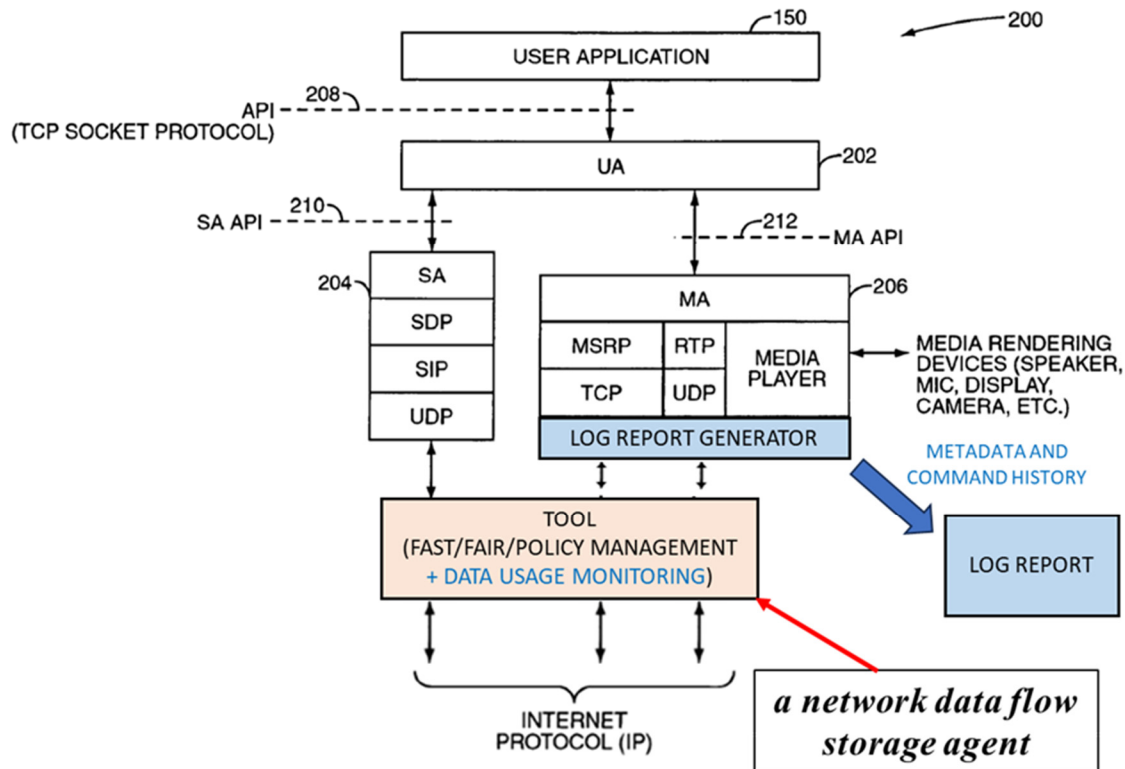 150
200
USER APPLICATION
208
API
(TCP SOCKET PROTOCOL)
UA
202
210
SA API
212
MA API
204
SA
SDP
SIP
UDP
206
MA
MSRP
RTP
TCP
UDP
MEDIA
PLAYER
MEDIA RENDERING
DEVICES (SPEAKER,
MIC, DISPLAY,
CAMERA, ETC.)
LOG REPORT GENERATOR
METADATA AND
COMMAND HISTORY
LOG REPORT
TOOL
(FAST/FAIR/POLICY MANAGEMENT
+ DATA USAGE MONITORING)
INTERNET
PROTOCOL (IP)
a network data flow
storage agent